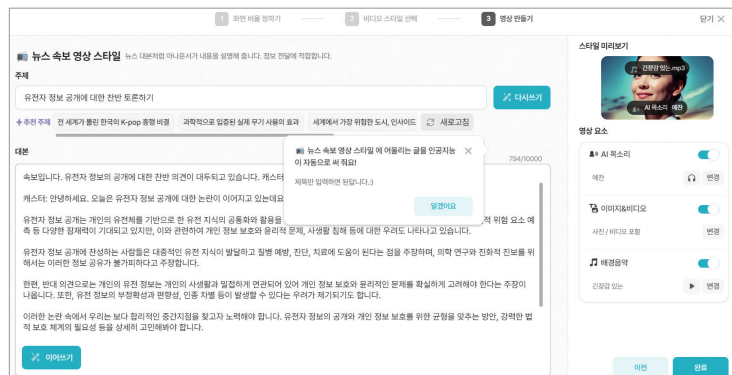 1 화면 비율 정하기
2 비디오 스타일 선택
3 영상 만들기
닫기 ×
뉴스 속보 영상 스타일 뉴스 대본처럼 아나운서가 내용을 설명해 줍니다. 정보 전달에 적합합니다.
주제
유전자 정보 공개에 대한 찬반 토론하기
다시쓰기
추천 주제 전 세계가 놀란 한국의 K-pop 흥행 비결 과학적으로 입증된 실제 무기 사용의 효과 세계에서 가장 위험한 도시, 인사이드 새로고침
대본
794/10000
뉴스 속보 영상 스타일 에 어울리는 글을 인공지능
이 자동으로 써 줘요!
제목만 입력하면 된답니다.:)
알겠어요
속보입니다. 유전자 정보의 공개에 대한 찬반 의견이 대두되고 있습니다. 캐스터
캐스터: 안녕하세요. 오늘은 유전자 정보 공개에 대한 논란이 이어지고 있는데요
유전자 정보 공개는 개인의 유전체를 기반으로 한 유전 지식의 공통화와 활용을 적 위험 요소 예
측 등 다양한 잠재력이 기대되고 있지만, 이와 관련하여 개인 정보 보호와 윤리적 문제, 사생활 침해 등에 대한 우려도 나타나고 있습니다.
유전자 정보 공개에 찬성하는 사람들은 대중적인 유전 지식이 발달하고 질병 예방, 진단, 치료에 도움이 된다는 점을 주장하며, 의학 연구와 진화적 진보를 위
해서는 이러한 정보 공유가 불가피하다고 주장합니다.
한편, 반대 의견으로는 개인의 유전 정보는 개인의 사생활과 밀접하게 연관되어 있어 개인 정보 보호와 윤리적인 문제를 확실하게 고려해야 한다는 주장이
나옵니다. 또한, 유전 정보의 부정확성과 편향성, 인종 차별 등이 발생할 수 있다는 우려가 제기되기도 합니다.
이러한 논란 속에서 우리는 보다 합리적인 중간지점을 찾고자 노력해야 합니다. 유전자 정보의 공개와 개인 정보 보호를 위한 균형을 맞추는 방안, 강력한 법
적 보호 체계의 필요성 등을 상세히 고민해봐야 합니다.
이어쓰기
스타일 미리보기
긴장감 있는.mp3
AI 목소리 예찬
영상 요소
AI 목소리
예찬 변경
이미지&비디오
사진 / 비디오 포함 변경
배경음악
긴장감 있는 변경
이전
완료